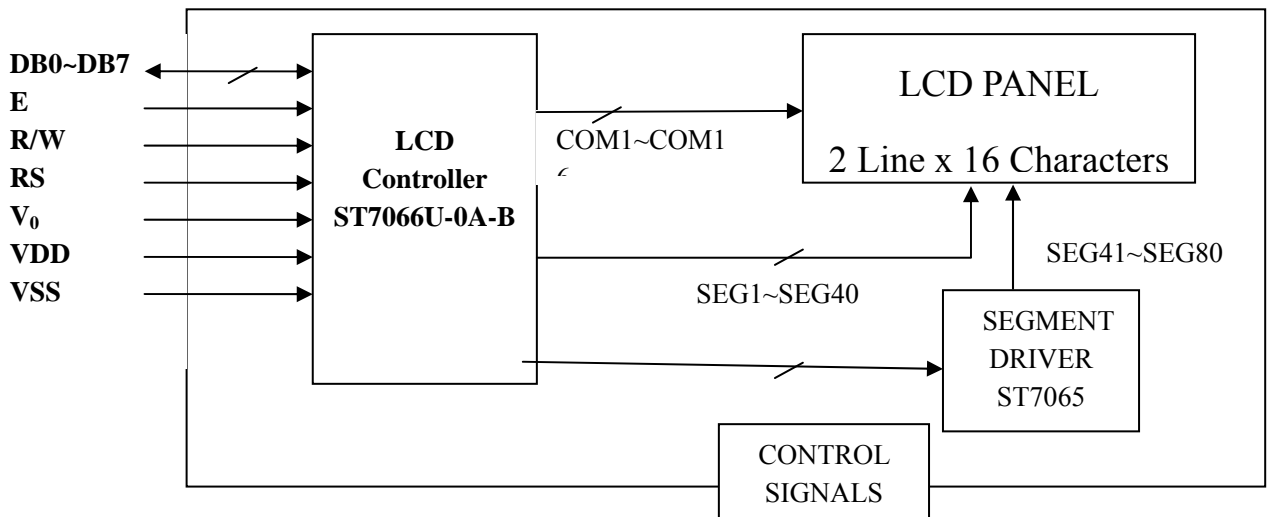 DB0~DB7
E
R/W
RS
V₀
VDD
VSS
LCD
Controller
ST7066U-0A-B
COM1~COM1
LCD PANEL
2 Line x 16 Characters
SEG1~SEG40
SEG41~SEG80
SEGMENT
DRIVER
ST7065
CONTROL
SIGNALS